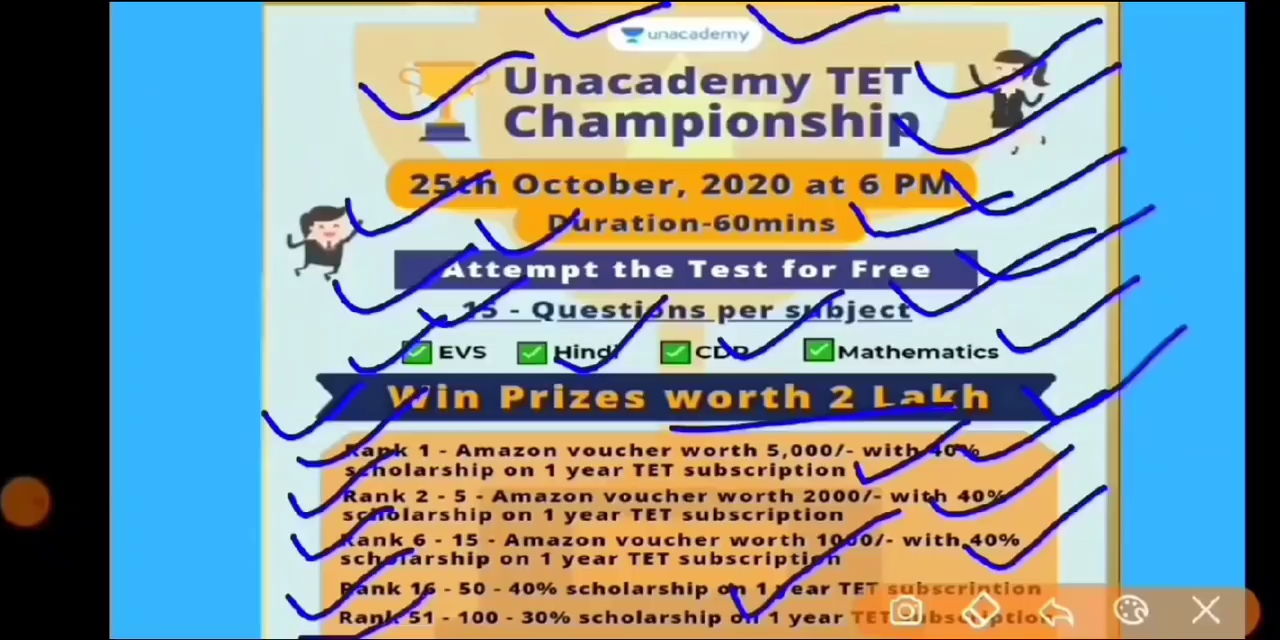 unacademy
Unacademy TET
Championship
25th October, 2020 at 6 PM
Duration-60mins
Attempt the Test for Free
15 - Questions per subject
EVS Hindi CDP Mathematics
Win Prizes worth 2 Lakh
Rank 1 - Amazon voucher worth 5,000/- with 40%
scholarship on 1 year TET subscription
Rank 2 - 5 - Amazon voucher worth 2000/- with 40%
scholarship on 1 year TET subscription
Rank 6 - 15 - Amazon voucher worth 1000/- with 40%
scholarship on 1 year TET subscription
Rank 16 - 50 - 40% scholarship on 1 year TET subscription
Rank 51 - 100 - 30% scholarship on 1 year TET subscription